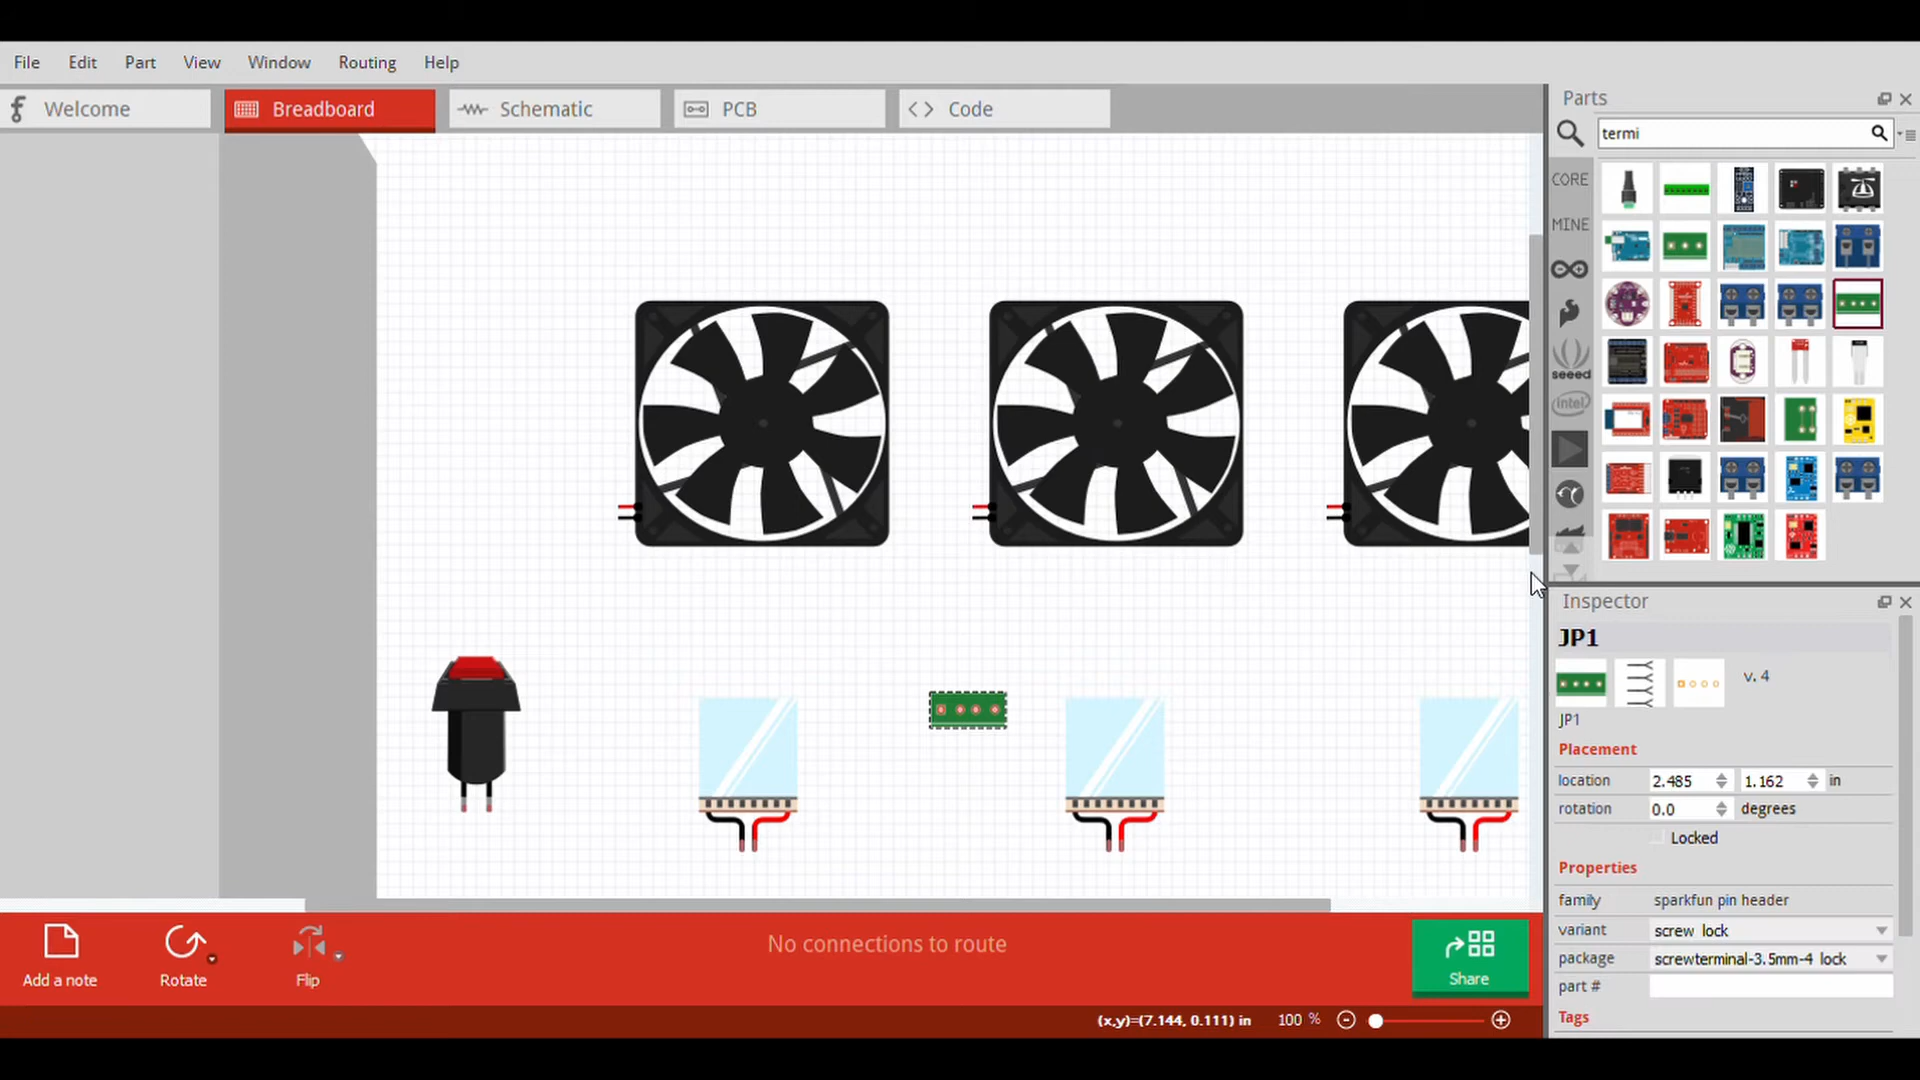 File Edit Part View Window Routing Help
Welcome Breadboard Schematic PCB Code
Parts
termi
CORE
MINE
seeed
intel
Inspector
JP1
v. 4
JP1
Placement
location 2.485 1.162 in
rotation 0.0 degrees
Locked
Properties
family sparkfun pin header
variant screw lock
package screwterminal-3.5mm-4 lock
part #
Tags
No connections to route
Add a note Rotate Flip Share
(x,y)=(7.144, 0.111) in 100 %